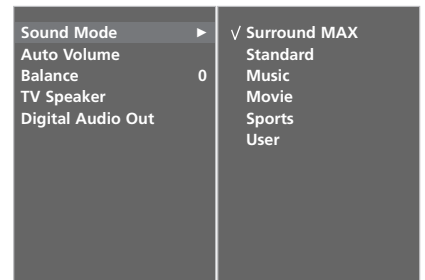 Sound Mode ►
Auto Volume
Balance 0
TV Speaker
Digital Audio Out
√ Surround MAX
Standard
Music
Movie
Sports
User